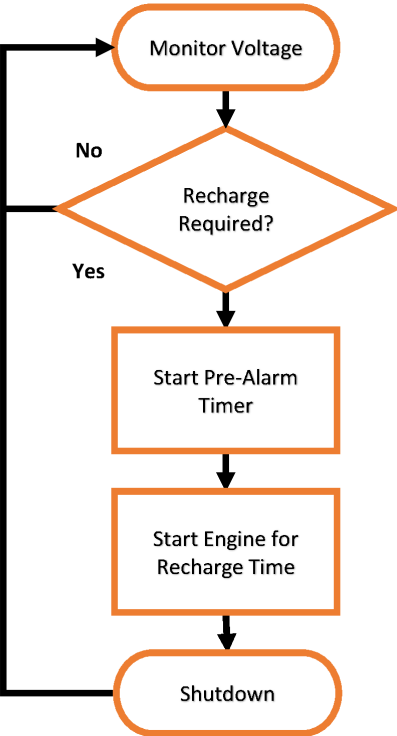 Monitor Voltage
No
Recharge
Required?
Yes
Start Pre-Alarm
Timer
Start Engine for
Recharge Time
Shutdown